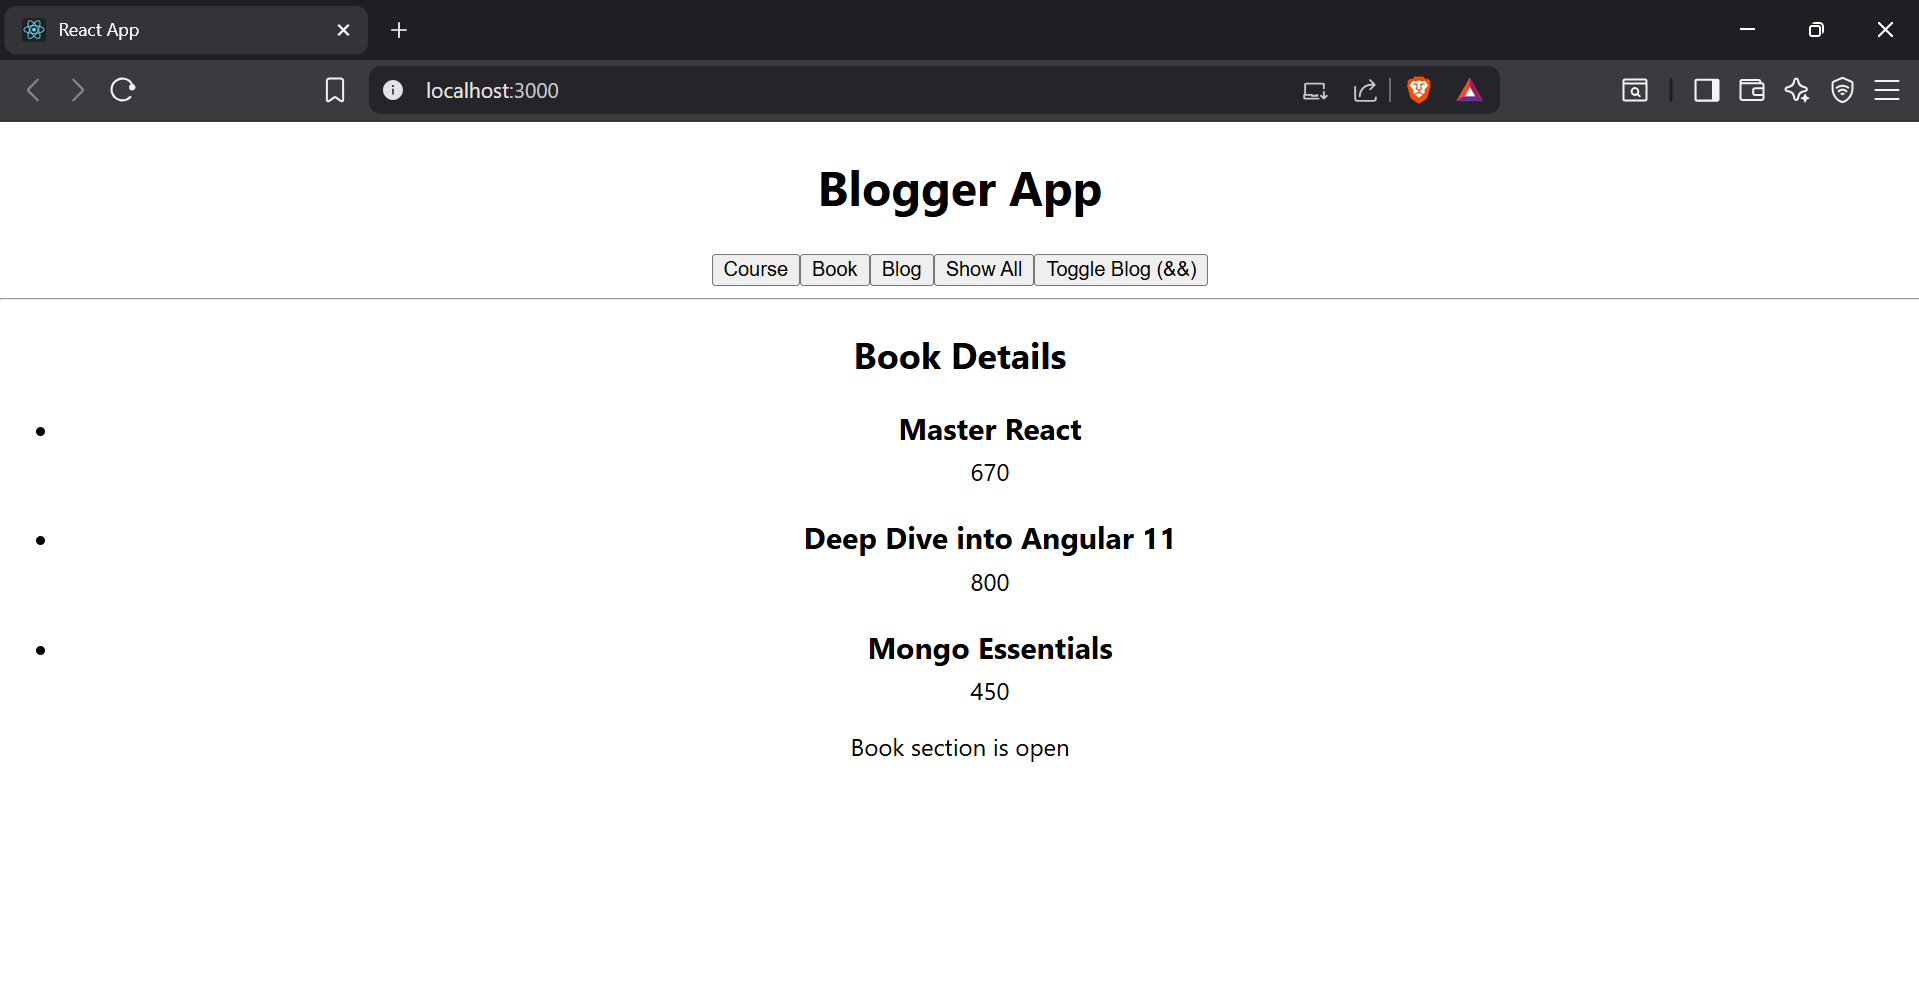 React App
localhost:3000
Blogger App
Course Book Blog Show All Toggle Blog (&&)
Book Details
Master React
670
Deep Dive into Angular 11
800
Mongo Essentials
450
Book section is open